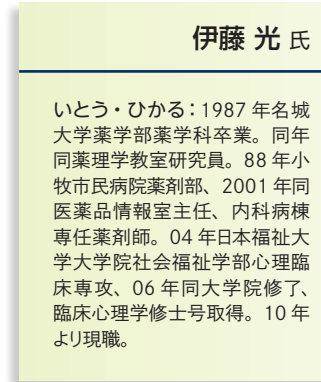 伊藤 光 氏
いとう・ひかる：1987 年名城
大学薬学部薬学科卒業。同年
同薬理学教室研究員。88 年小
牧市民病院薬剤部、2001 年同
医薬品情報室主任、内科病棟
専任薬剤師。04 年日本福祉大
学大学院社会福祉学部心理臨
床専攻、06 年同大学院修了、
臨床心理学修士号取得。10 年
より現職。